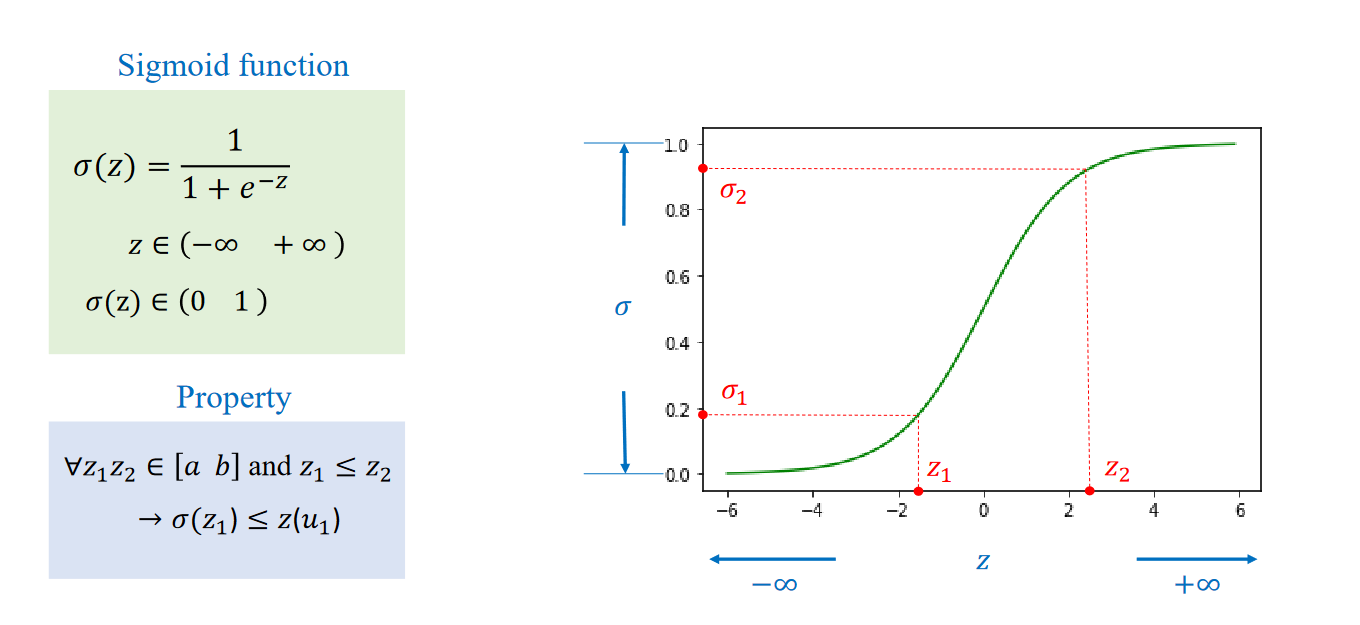 Sigmoid function
σ(z) = 1 / (1 + e^{−z})
z ∈ (−∞ + ∞ )
σ(z) ∈ (0 1 )
Property
∀z₁z₂ ∈ [a b] and z₁ ≤ z₂
→ σ(z₁) ≤ z(u₁)
1.0
σ₂
0.8
0.6
σ
0.4
σ₁
0.2
z₁ z₂
0.0
−6 −4 −2 0 2 4 6
z
−∞ +∞